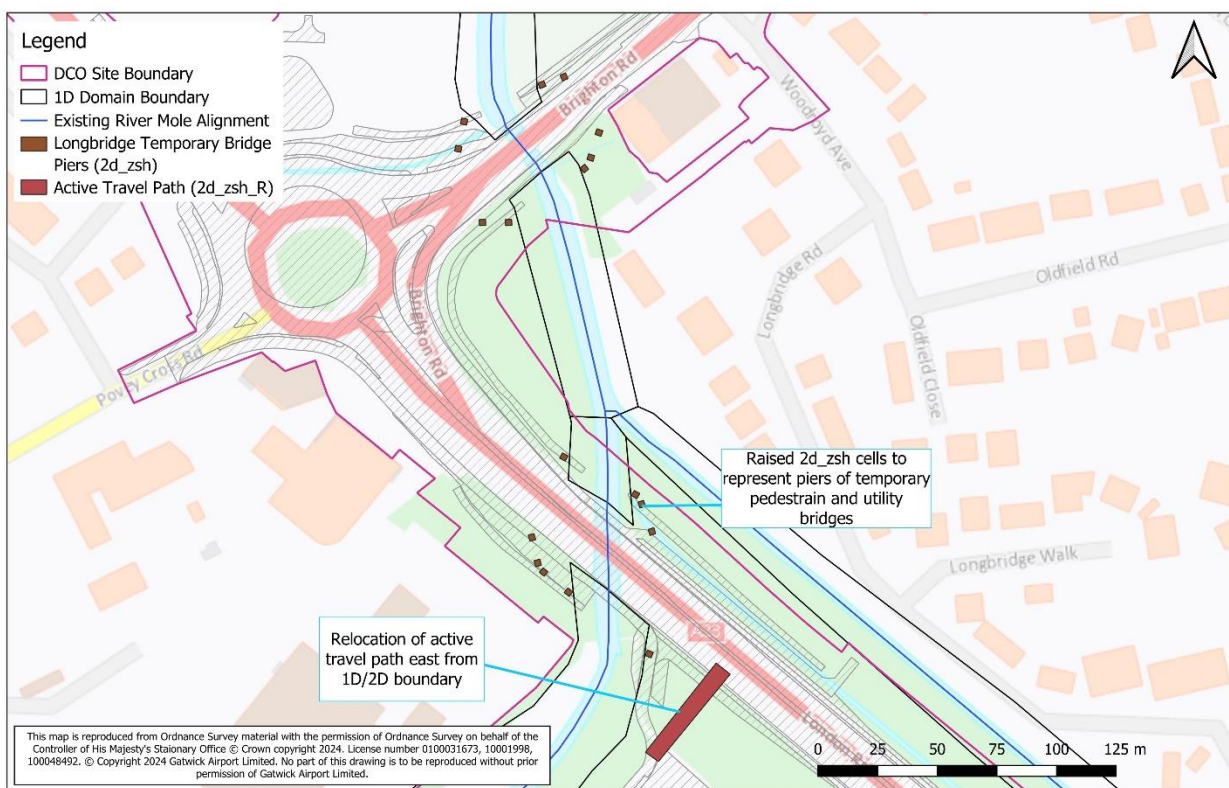 Legend
DCO Site Boundary
1D Domain Boundary
Existing River Mole Alignment
Longbridge Temporary Bridge
Piers (2d_zsh)
Active Travel Path (2d_zsh_R)
Brighton Rd
Woodroyd Ave
Longbridge Rd
Oldfield Rd
Oldfield Close
Povey Cross Rd
Brighton Rd
Raised 2d_zsh cells to
represent piers of temporary
pedestrain and utility
bridges
Longbridge Walk
Relocation of active
travel path east from
1D/2D boundary
A23
This map is reproduced from Ordnance Survey material with the permission of Ordnance Survey on behalf of the
Controller of His Majesty's Staionary Office © Crown copyright 2024. License number 0100031673, 10001998,
100048492. © Copyright 2024 Gatwick Airport Limited. No part of this drawing is to be reproduced without prior
permission of Gatwick Airport Limited.
0 25 50 75 100 125 m